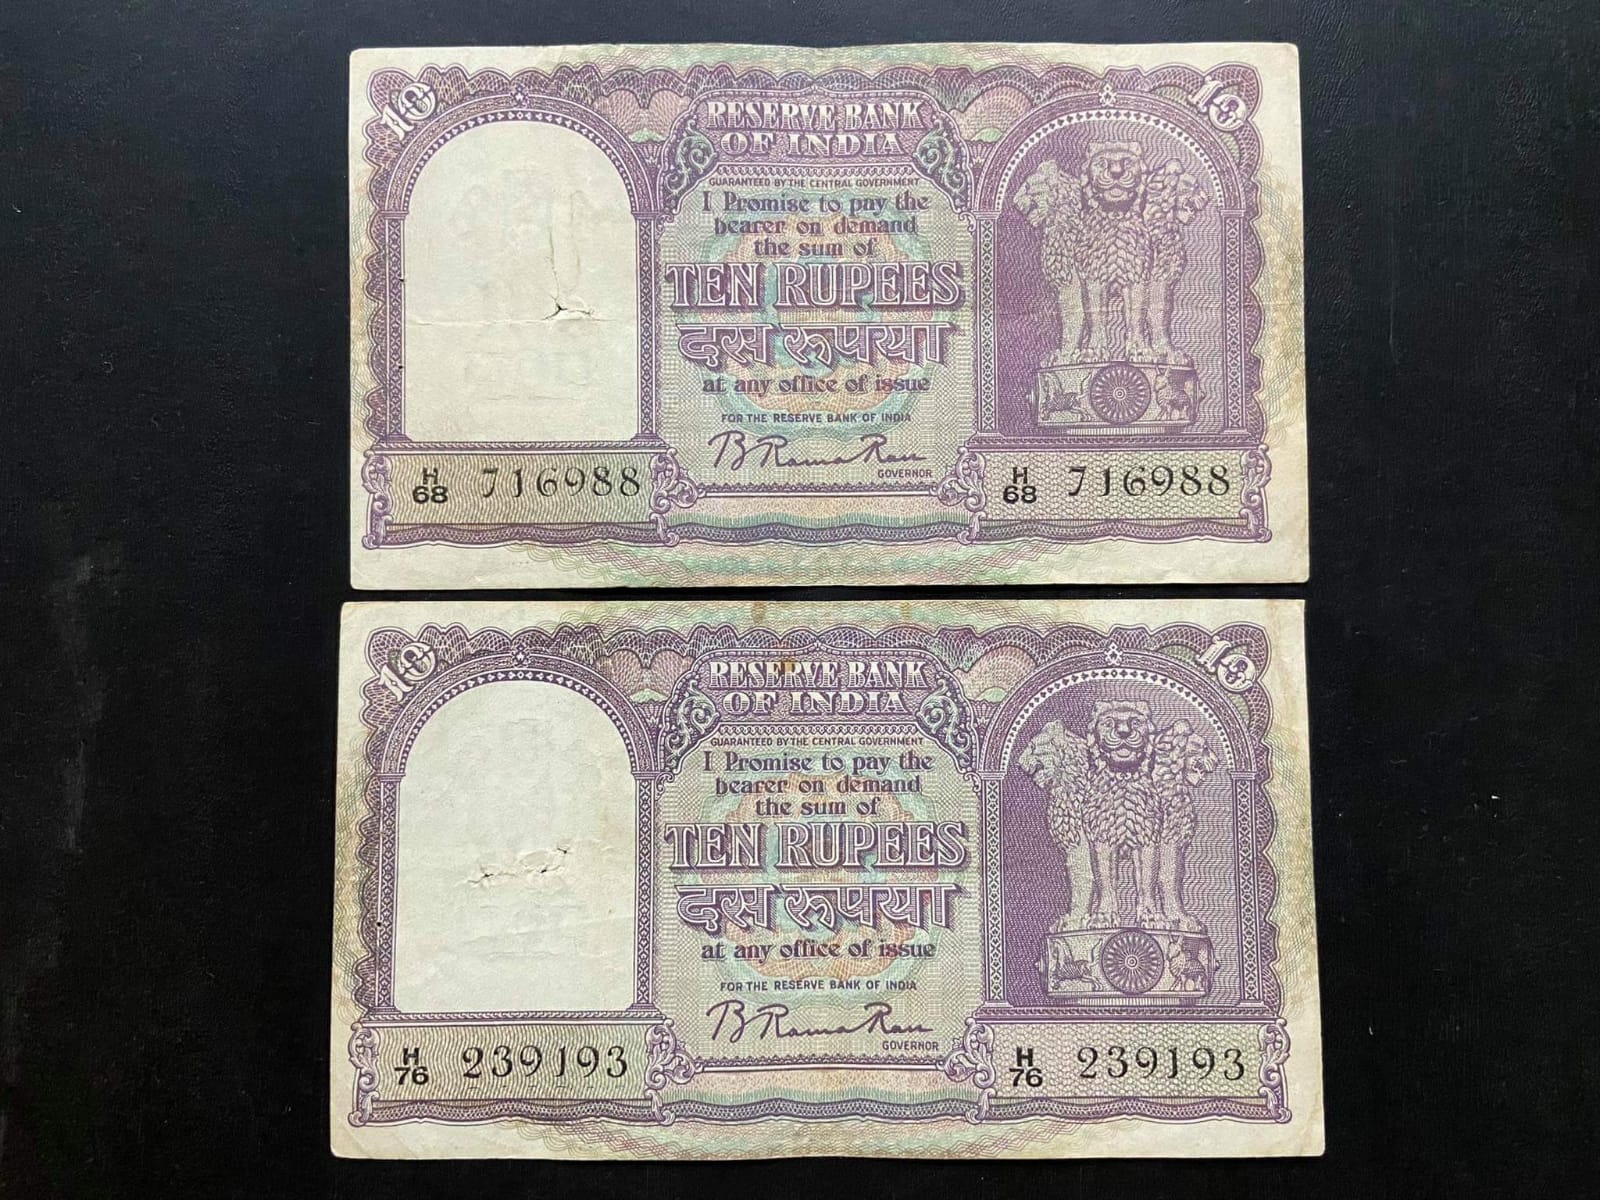 10 10
RESERVE BANK
OF INDIA
GUARANTEED BY THE CENTRAL GOVERNMENT
I Promise to pay the
bearer on demand
the sum of
TEN RUPEES
दस रूपया
at any office of issue
FOR THE RESERVE BANK OF INDIA
B Rama Rau
GOVERNOR
H/68 716988 H/68 716988
10 10
RESERVE BANK
OF INDIA
GUARANTEED BY THE CENTRAL GOVERNMENT
I Promise to pay the
bearer on demand
the sum of
TEN RUPEES
दस रूपया
at any office of issue
FOR THE RESERVE BANK OF INDIA
B Rama Rau
GOVERNOR
H/76 239193 H/76 239193